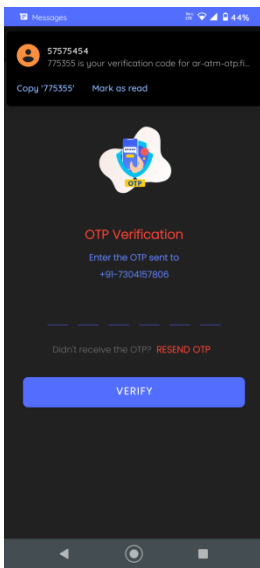 Messages
44%
57575454
775355 is your verification code for ar-atm-otp.fi...
Copy '775355' Mark as read
OTP
OTP Verification
Enter the OTP sent to
+91-7304157806
Didn't receive the OTP? RESEND OTP
VERIFY